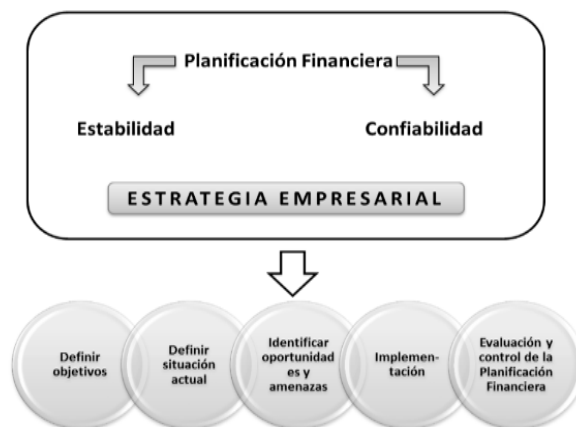 Planificación Financiera
Estabilidad
Confiabilidad
ESTRATEGIA EMPRESARIAL
Definir
objetivos
Definir
situación
actual
Identificar
oportunidad
es y
amenazas
Implemen-
tación
Evaluación y
control de la
Planificación
Financiera